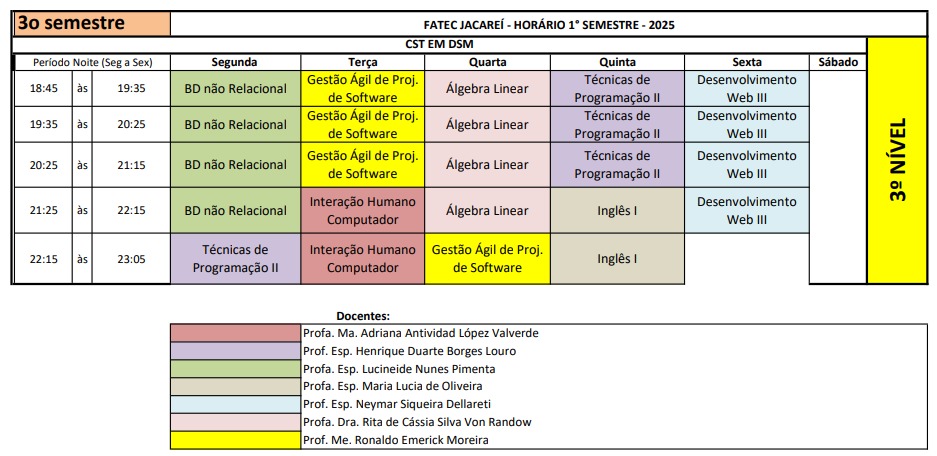 3o semestre
FATEC JACAREÍ - HORÁRIO 1° SEMESTRE - 2025
CST EM DSM
Período Noite (Seg a Sex) Segunda Terça Quarta Quinta Sexta Sábado
18:45 às 19:35 BD não Relacional Gestão Ágil de Proj. de Software Álgebra Linear Técnicas de Programação II Desenvolvimento Web III
19:35 às 20:25 BD não Relacional Gestão Ágil de Proj. de Software Álgebra Linear Técnicas de Programação II Desenvolvimento Web III
20:25 às 21:15 BD não Relacional Gestão Ágil de Proj. de Software Álgebra Linear Técnicas de Programação II Desenvolvimento Web III
21:25 às 22:15 BD não Relacional Interação Humano Computador Álgebra Linear Inglês I Desenvolvimento Web III
22:15 às 23:05 Técnicas de Programação II Interação Humano Computador Gestão Ágil de Proj. de Software Inglês I
3º NÍVEL
Docentes:
Profa. Ma. Adriana Antividad López Valverde
Prof. Esp. Henrique Duarte Borges Louro
Profa. Esp. Lucineide Nunes Pimenta
Profa. Esp. Maria Lucia de Oliveira
Prof. Esp. Neymar Siqueira Dellareti
Profa. Dra. Rita de Cássia Silva Von Randow
Prof. Me. Ronaldo Emerick Moreira